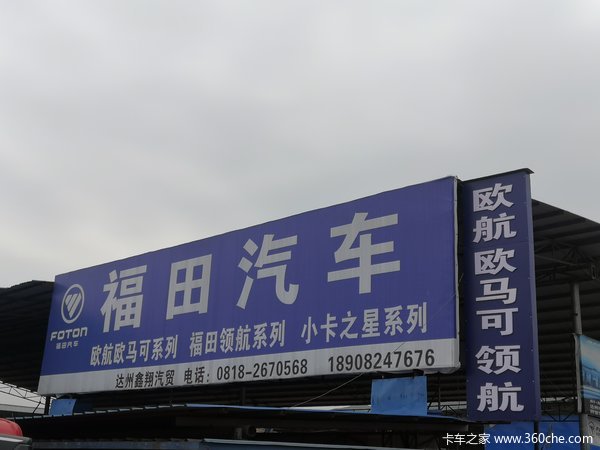 福田汽车
FOTON
福田汽车
欧航欧马可系列 福田领航系列 小卡之星系列
达州鑫翔汽贸 电话：0818-2670568 18908247676
欧航欧马可 领航
卡车之家 www.360che.com